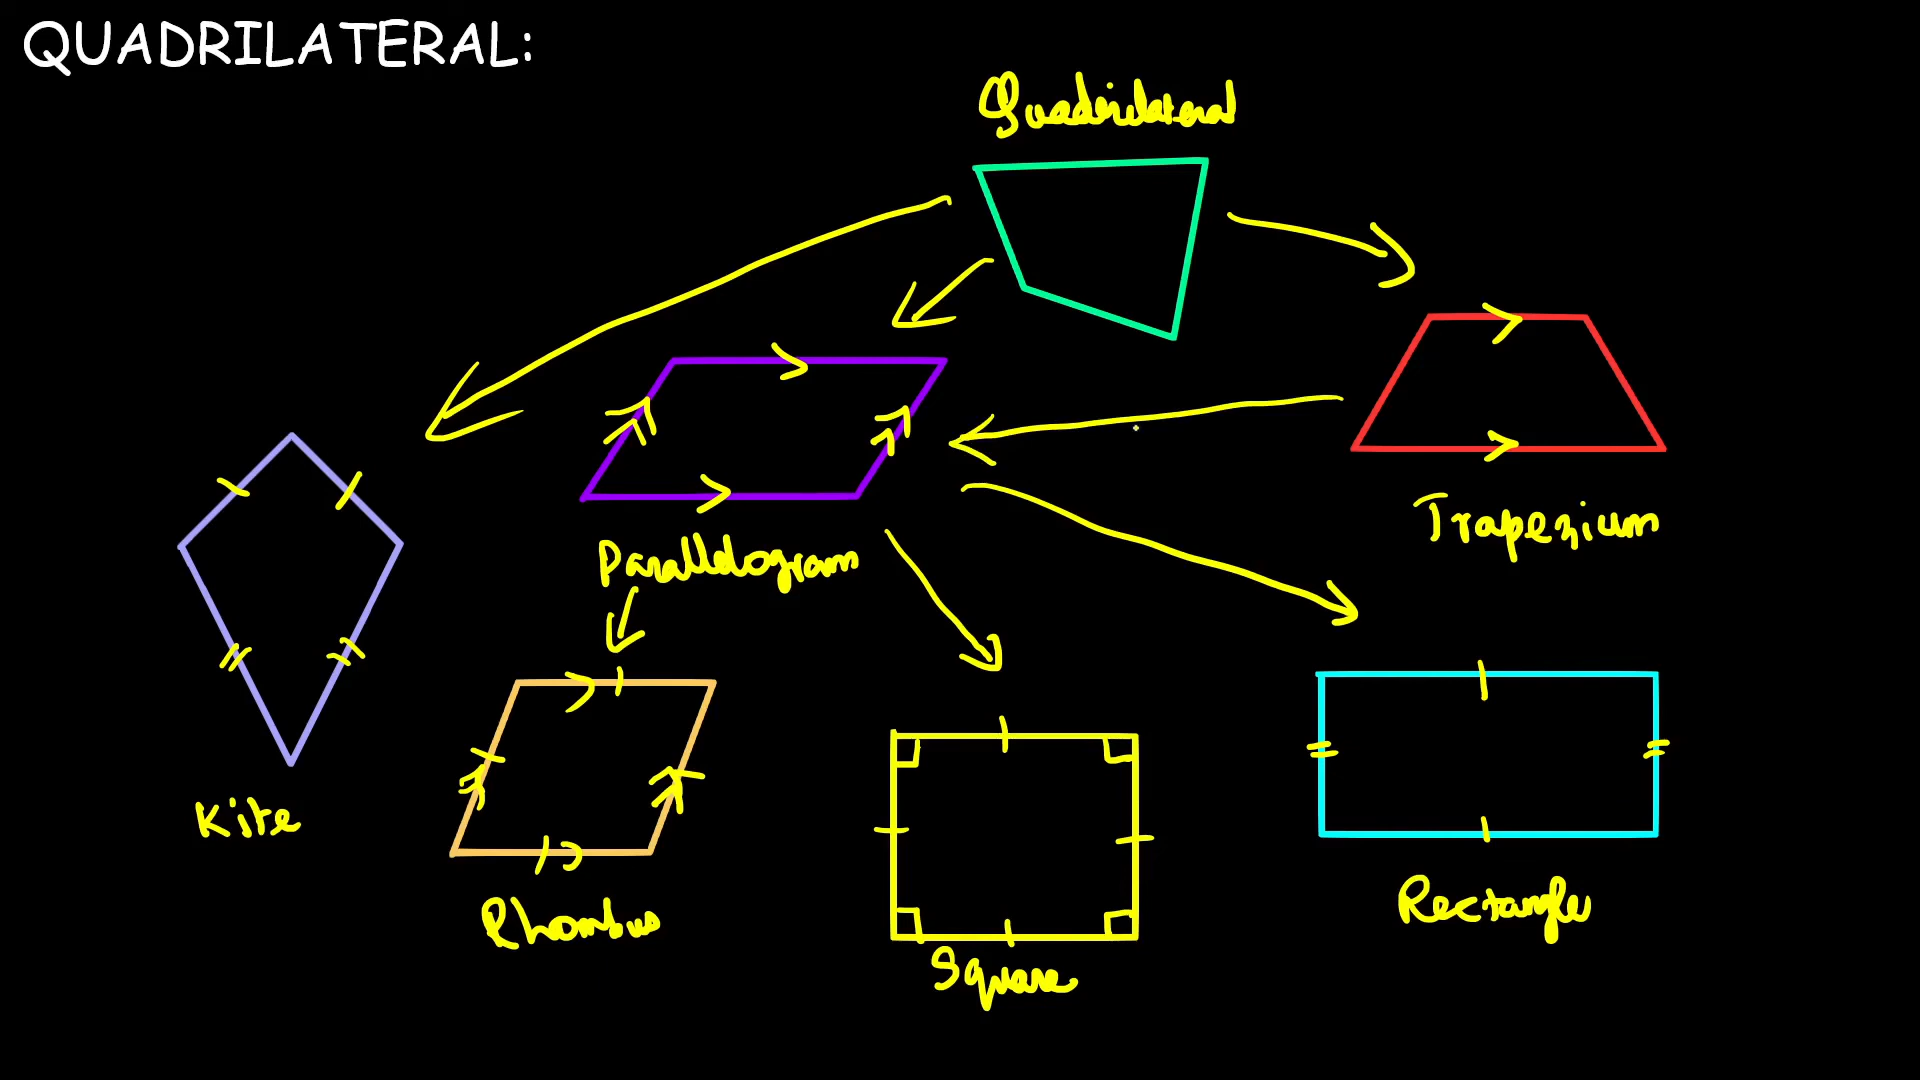 QUADRILATERAL:
Quadrilateral
Trapezium
Parallelogram
Kite
Rhombus
Square
Rectangle